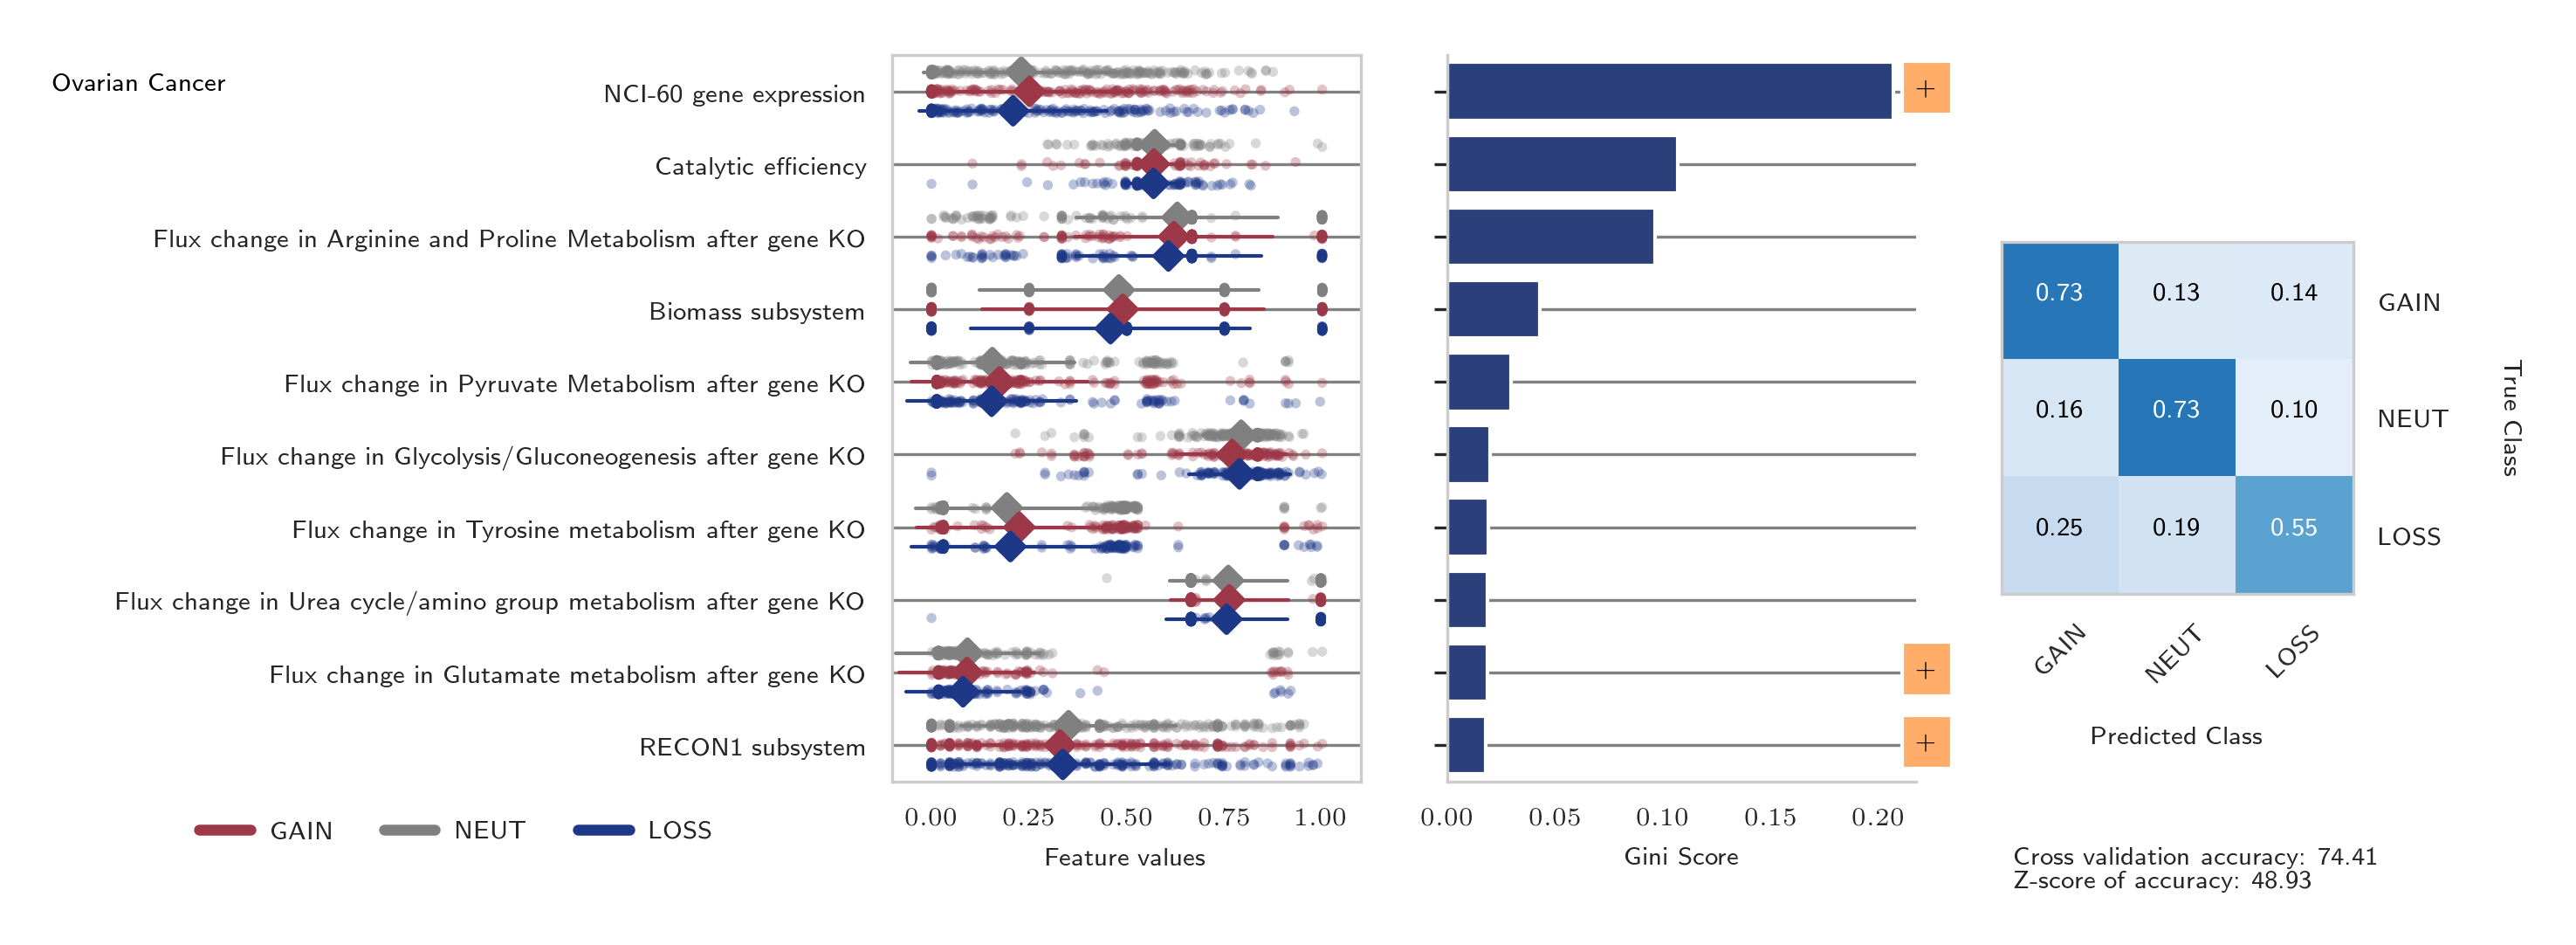 Ovarian Cancer
NCI-60 gene expression
Catalytic efficiency
Flux change in Arginine and Proline Metabolism after gene KO
Biomass subsystem
Flux change in Pyruvate Metabolism after gene KO
Flux change in Glycolysis/Gluconeogenesis after gene KO
Flux change in Tyrosine metabolism after gene KO
Flux change in Urea cycle/amino group metabolism after gene KO
Flux change in Glutamate metabolism after gene KO
RECON1 subsystem
GAIN NEUT LOSS
0.00 0.25 0.50 0.75 1.00
Feature values
+
+
+
0.00 0.05 0.10 0.15 0.20
Gini Score
0.73 0.13 0.14 GAIN
0.16 0.73 0.10 NEUT
0.25 0.19 0.55 LOSS
True Class
GAIN NEUT LOSS
Predicted Class
Cross validation accuracy: 74.41
Z-score of accuracy: 48.93